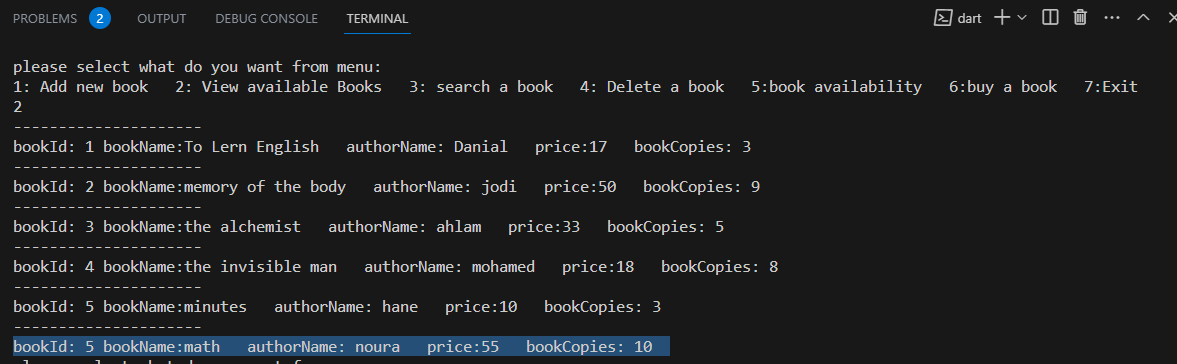 PROBLEMS 2 OUTPUT DEBUG CONSOLE TERMINAL dart
please select what do you want from menu:
1: Add new book   2: View available Books   3: search a book   4: Delete a book   5:book availability   6:buy a book   7:Exit
2
---------------------
bookId: 1 bookName:To Lern English   authorName: Danial   price:17   bookCopies: 3
---------------------
bookId: 2 bookName:memory of the body   authorName: jodi   price:50   bookCopies: 9
---------------------
bookId: 3 bookName:the alchemist   authorName: ahlam   price:33   bookCopies: 5
---------------------
bookId: 4 bookName:the invisible man   authorName: mohamed   price:18   bookCopies: 8
---------------------
bookId: 5 bookName:minutes   authorName: hane   price:10   bookCopies: 3
---------------------
bookId: 5 bookName:math   authorName: noura   price:55   bookCopies: 10